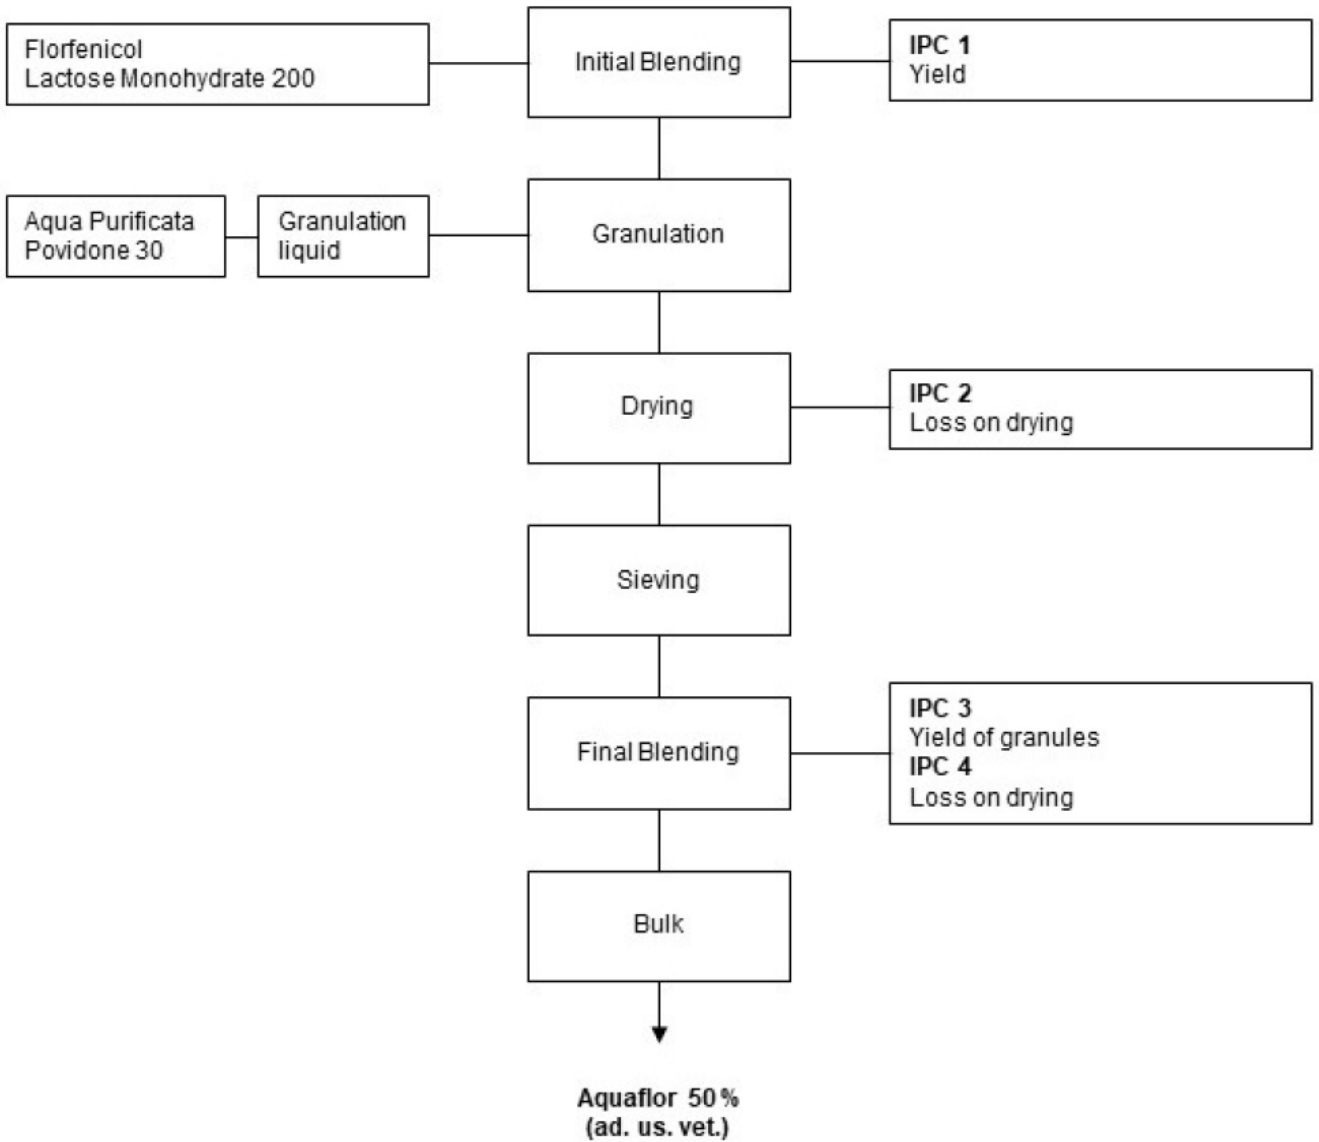 Florfenicol
Lactose Monohydrate 200
Initial Blending
IPC 1
Yield
Aqua Purificata
Povidone 30
Granulation
liquid
Granulation
Drying
IPC 2
Loss on drying
Sieving
Final Blending
IPC 3
Yield of granules
IPC 4
Loss on drying
Bulk
Aquaflor 50%
(ad. us. vet.)